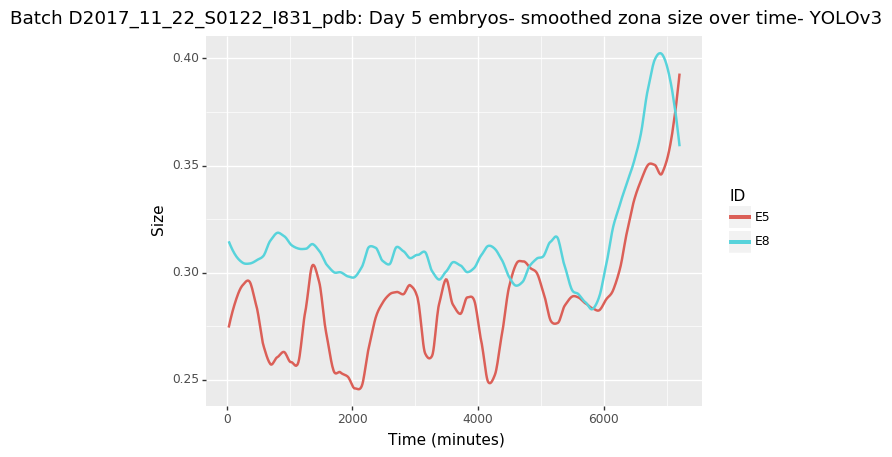 Batch D2017_11_22_S0122_I831_pdb: Day 5 embryos- smoothed zona size over time- YOLOv3
0.40
0.35
0.30
0.25
Size
0
2000
4000
6000
Time (minutes)
ID
E5
E8